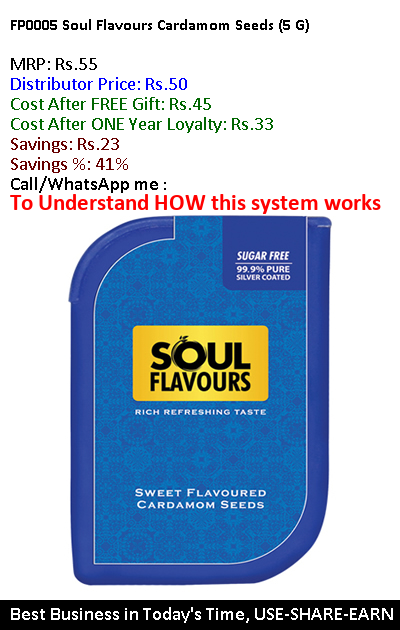 FP0005 Soul Flavours Cardamom Seeds (5 G)
MRP: Rs.55
Distributor Price: Rs.50
Cost After FREE Gift: Rs.45
Cost After ONE Year Loyalty: Rs.33
Savings: Rs.23
Savings %: 41%
Call/WhatsApp me :
To Understand HOW this system works
SUGAR FREE
99.9% PURE
SILVER COATED
SOUL
FLAVOURS
RICH REFRESHING TASTE
SWEET FLAVOURED
CARDAMOM SEEDS
Best Business in Today's Time, USE-SHARE-EARN